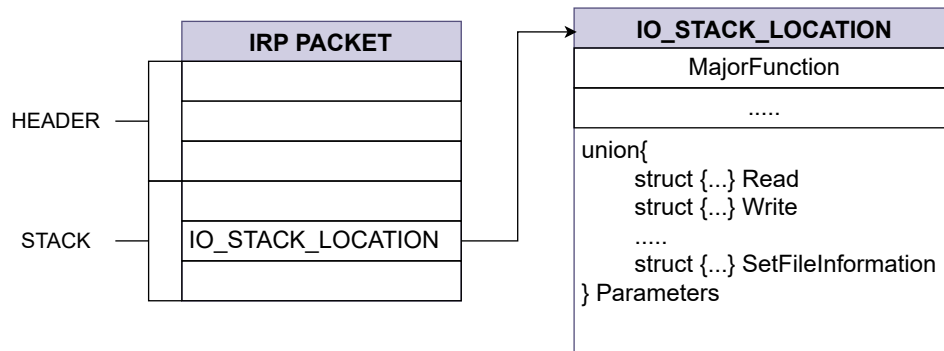 IRP PACKET
HEADER
STACK
IO_STACK_LOCATION
IO_STACK_LOCATION
MajorFunction
.....
union{
struct {...} Read
struct {...} Write
.....
struct {...} SetFileInformation
} Parameters